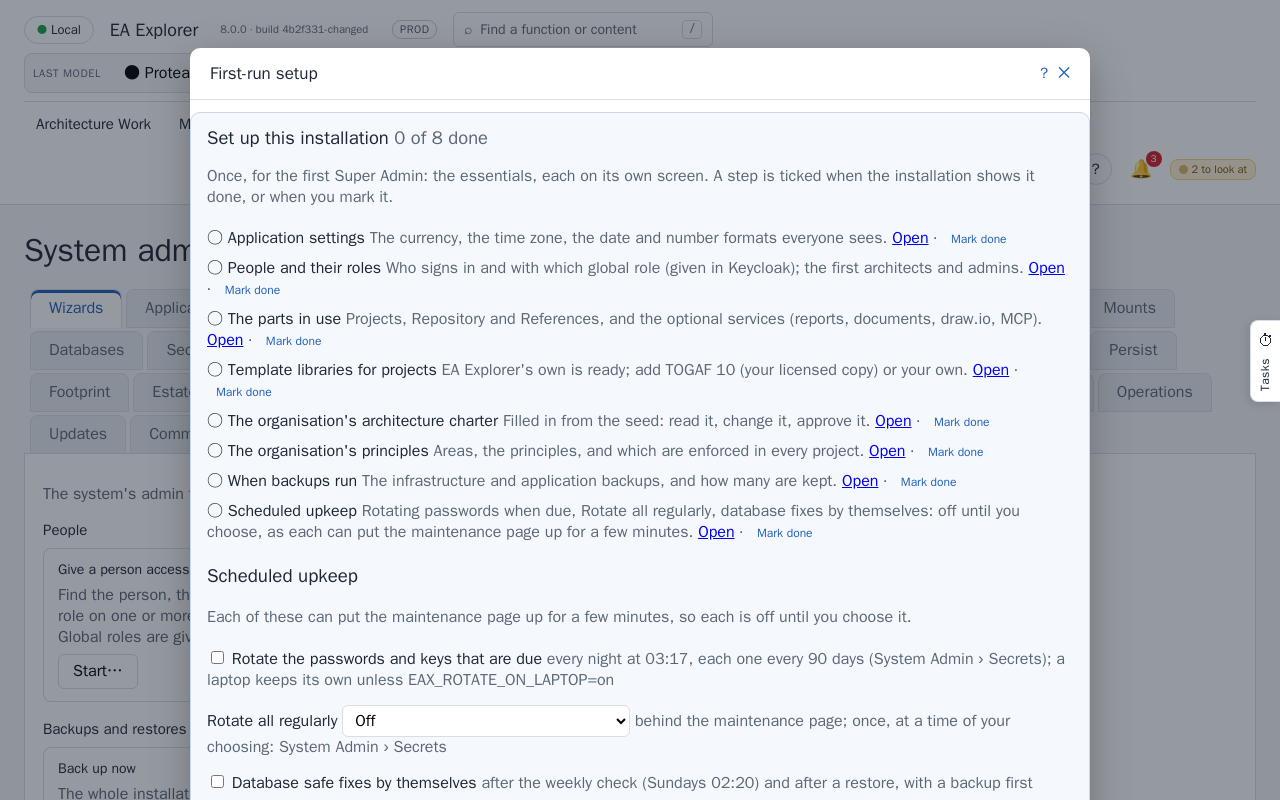 Local
EA Explorer
8.0.0 · build 4b2f331-changed
PROD
Find a function or content
/
LAST MODEL
Protea
Architecture Work
M
?
3
2 to look at
System adm
Wizards
Applica
Mounts
Databases
Sec
Persist
Footprint
Estate
Operations
Updates
Comm
The system's admin
People
Give a person access
Find the person, th
role on one or more
Global roles are giv
Start···
Backups and restores
Back up now
The whole installat
Tasks
First-run setup
?
Set up this installation 0 of 8 done
Once, for the first Super Admin: the essentials, each on its own screen. A step is ticked when the installation shows it
done, or when you mark it.
Application settings The currency, the time zone, the date and number formats everyone sees. Open · Mark done
People and their roles Who signs in and with which global role (given in Keycloak); the first architects and admins. Open
· Mark done
The parts in use Projects, Repository and References, and the optional services (reports, documents, draw.io, MCP).
Open · Mark done
Template libraries for projects EA Explorer's own is ready; add TOGAF 10 (your licensed copy) or your own. Open ·
Mark done
The organisation's architecture charter Filled in from the seed: read it, change it, approve it. Open · Mark done
The organisation's principles Areas, the principles, and which are enforced in every project. Open · Mark done
When backups run The infrastructure and application backups, and how many are kept. Open · Mark done
Scheduled upkeep Rotating passwords when due, Rotate all regularly, database fixes by themselves: off until you
choose, as each can put the maintenance page up for a few minutes. Open · Mark done
Scheduled upkeep
Each of these can put the maintenance page up for a few minutes, so each is off until you choose it.
Rotate the passwords and keys that are due every night at 03:17, each one every 90 days (System Admin › Secrets); a
laptop keeps its own unless EAX_ROTATE_ON_LAPTOP=on
Rotate all regularly Off behind the maintenance page; once, at a time of your
choosing: System Admin › Secrets
Database safe fixes by themselves after the weekly check (Sundays 02:20) and after a restore, with a backup first